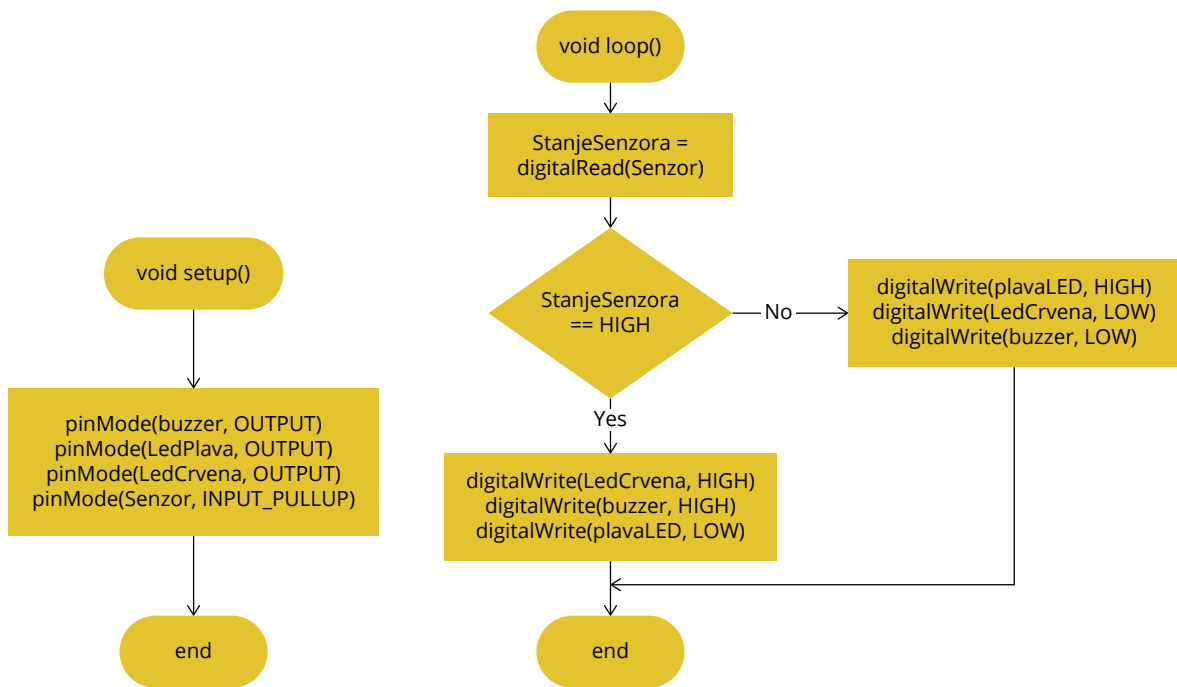 void setup()
pinMode(buzzer, OUTPUT)
pinMode(LedPlava, OUTPUT)
pinMode(LedCrvena, OUTPUT)
pinMode(Senzor, INPUT_PULLUP)
end
void loop()
StanjeSenzora =
digitalRead(Senzor)
StanjeSenzora
== HIGH
No
digitalWrite(plavaLED, HIGH)
digitalWrite(LedCrvena, LOW)
digitalWrite(buzzer, LOW)
Yes
digitalWrite(LedCrvena, HIGH)
digitalWrite(buzzer, HIGH)
digitalWrite(plavaLED, LOW)
end